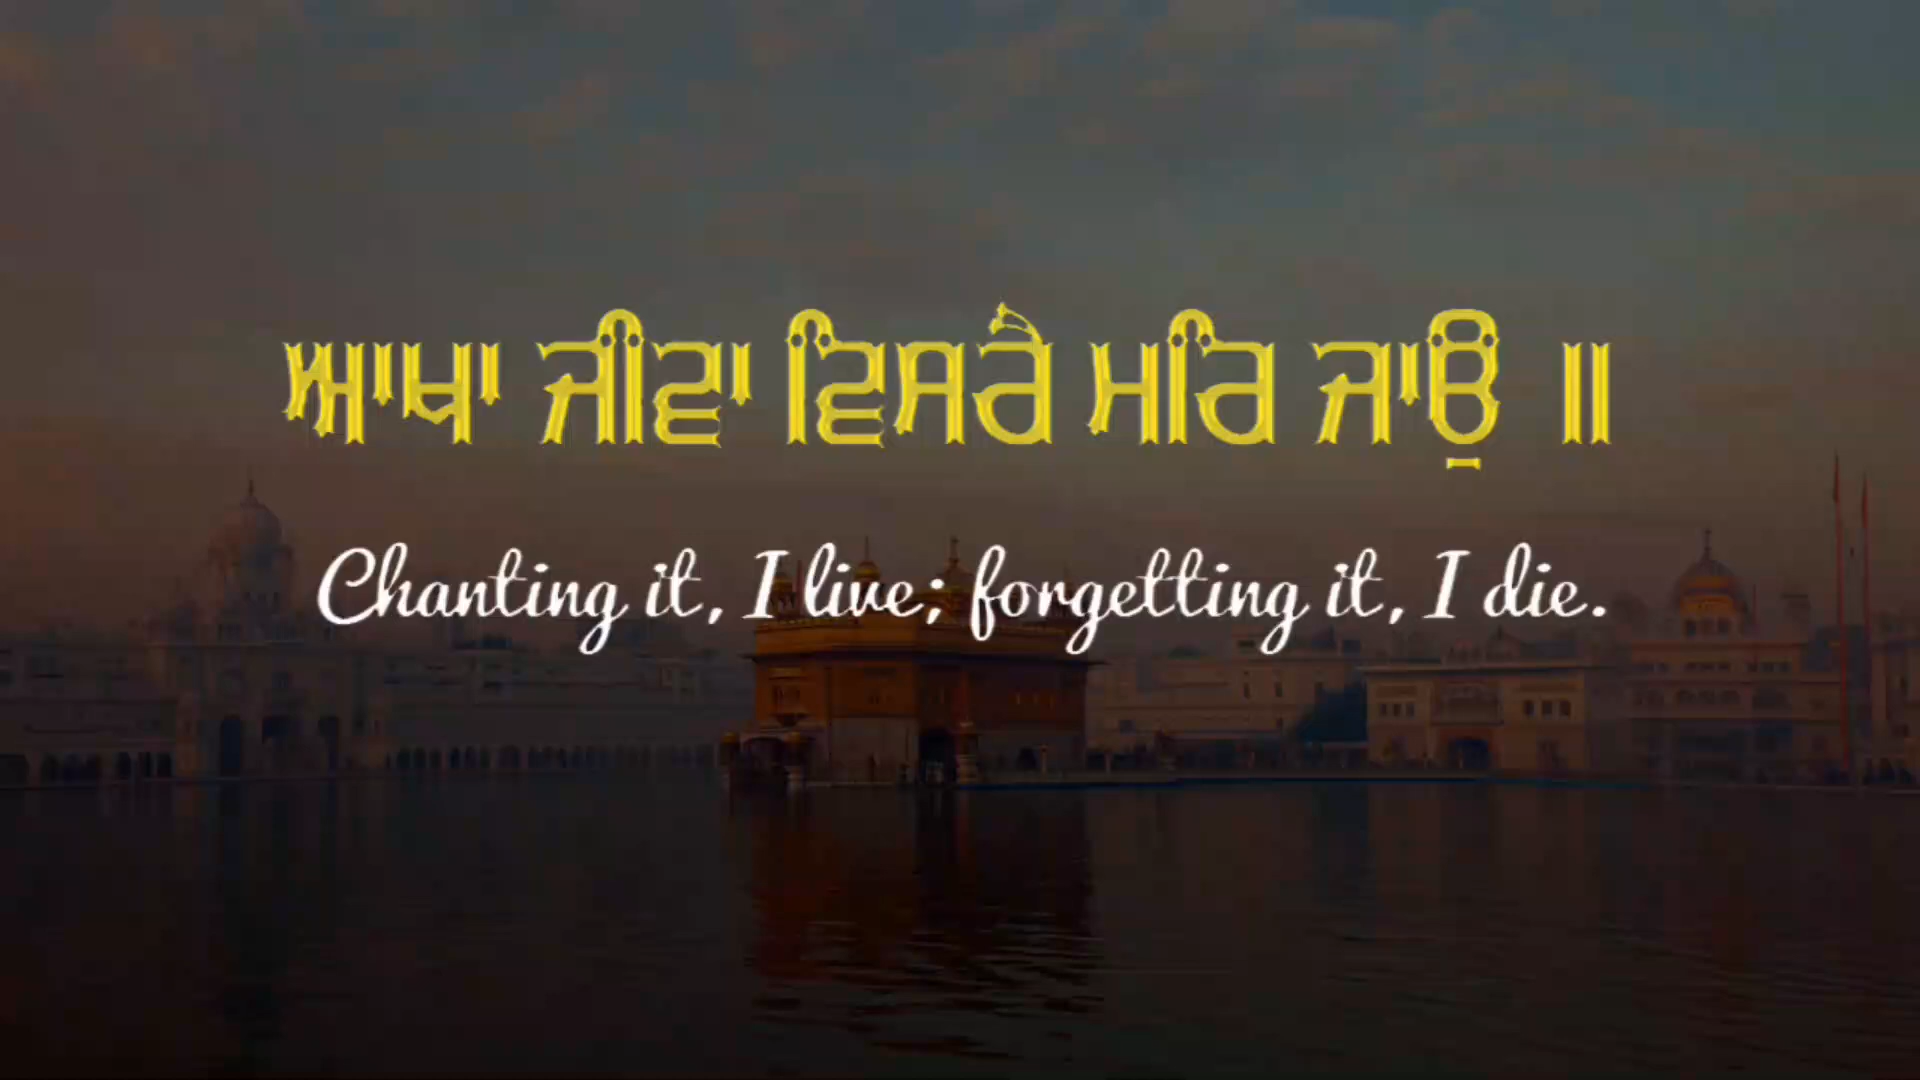 ਆਖਾ ਜੀਵਾ ਵਿਸਰੈ ਮਰਿ ਜਾਉ ॥
Chanting it, I live; forgetting it, I die.